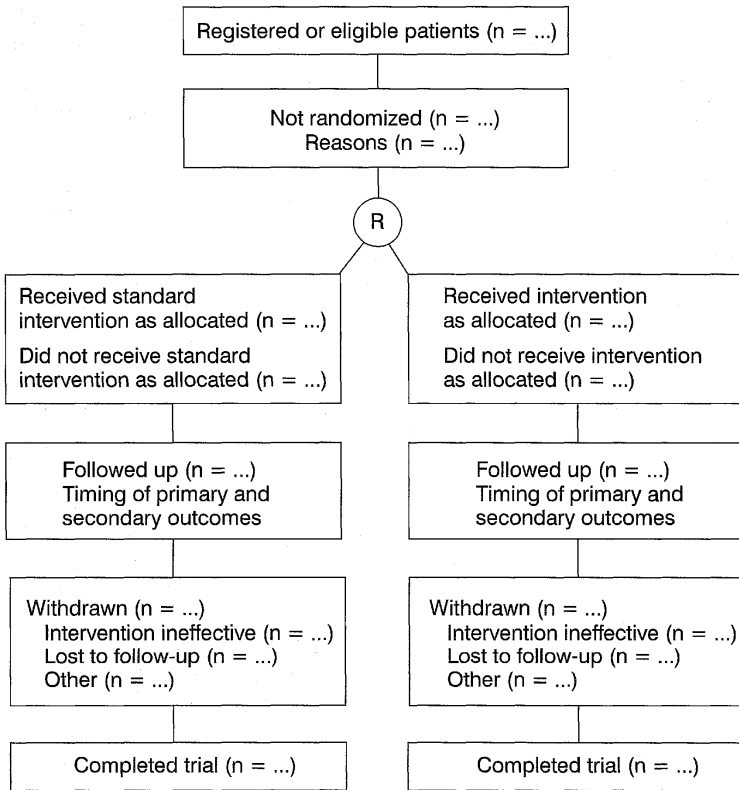 Registered or eligible patients (n = ...)
Not randomized (n = ...)
Reasons (n = ...)
R
Received standard
intervention as allocated (n = ...)
Did not receive standard
intervention as allocated (n = ...)
Received intervention
as allocated (n = ...)
Did not receive intervention
as allocated (n = ...)
Followed up (n = ...)
Timing of primary and
secondary outcomes
Followed up (n = ...)
Timing of primary and
secondary outcomes
Withdrawn (n = ...)
Intervention ineffective (n = ...)
Lost to follow-up (n = ...)
Other (n = ...)
Withdrawn (n = ...)
Intervention ineffective (n = ...)
Lost to follow-up (n = ...)
Other (n = ...)
Completed trial (n = ...)
Completed trial (n = ...)